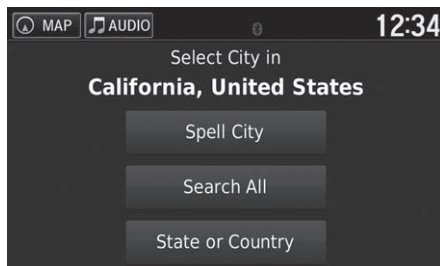 MAP AUDIO 12:34
Select City in
California, United States
Spell City
Search All
State or Country